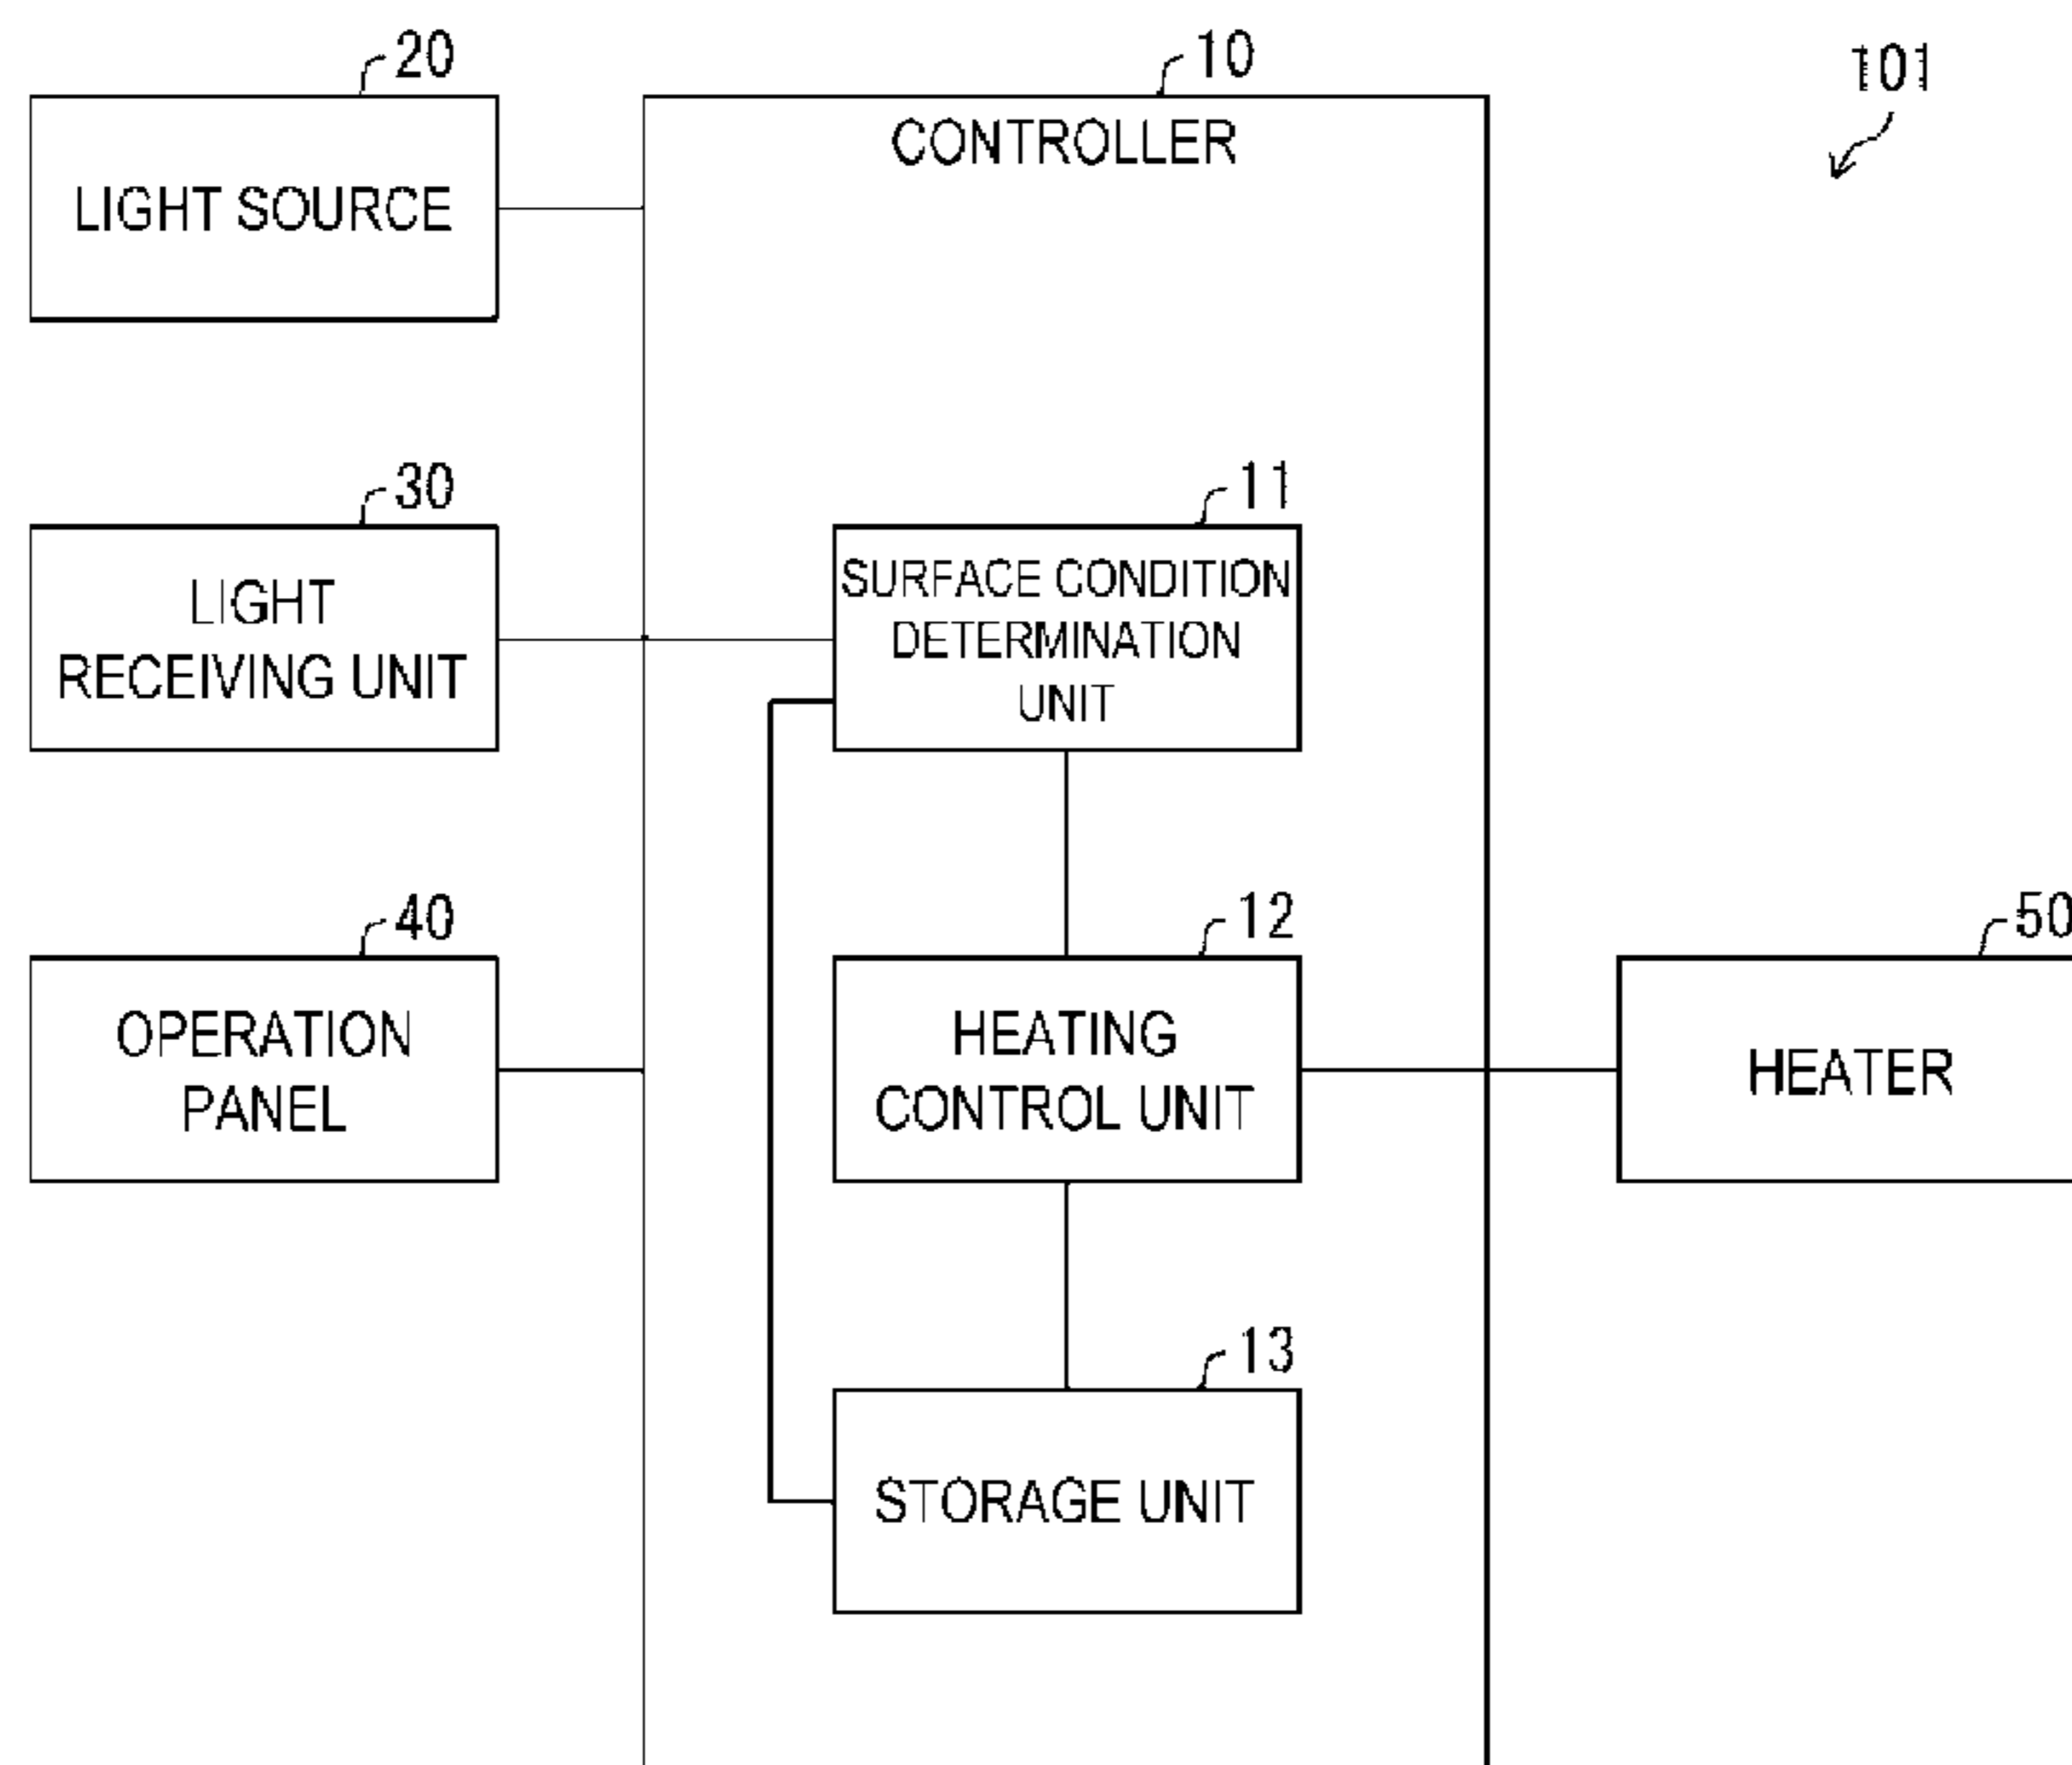 20
10
101
CONTROLLER
LIGHT SOURCE
30
11
LIGHT
RECEIVING UNIT
SURFACE CONDITION
DETERMINATION
UNIT
40
12
50
OPERATION
PANEL
HEATING
CONTROL UNIT
HEATER
13
STORAGE UNIT